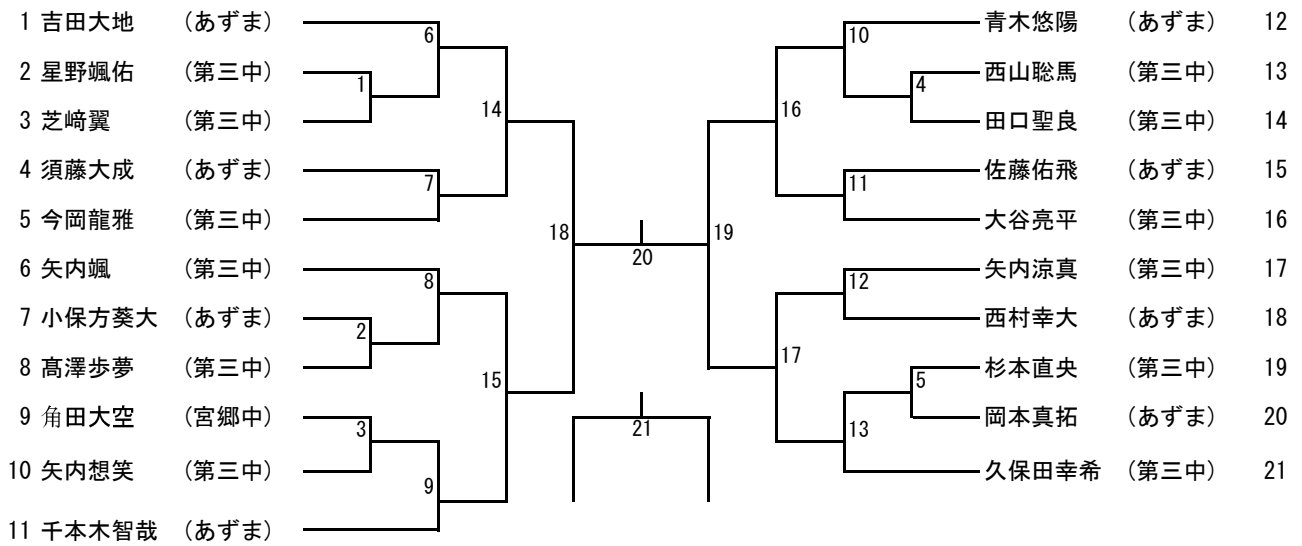 1 吉田大地 (あずま)
2 星野颯佑 (第三中)
3 芝﨑翼 (第三中)
4 須藤大成 (あずま)
5 今岡龍雅 (第三中)
6 矢内颯 (第三中)
7 小保方葵大 (あずま)
8 髙澤歩夢 (第三中)
9 角田大空 (宮郷中)
10 矢内想笑 (第三中)
11 千本木智哉 (あずま)
6
1
14
7
18
8
2
15
3
9
20
21
10
4
16
11
19
12
17
5
13
青木悠陽 (あずま) 12
西山聡馬 (第三中) 13
田口聖良 (第三中) 14
佐藤佑飛 (あずま) 15
大谷亮平 (第三中) 16
矢内涼真 (第三中) 17
西村幸大 (あずま) 18
杉本直央 (第三中) 19
岡本真拓 (あずま) 20
久保田幸希 (第三中) 21